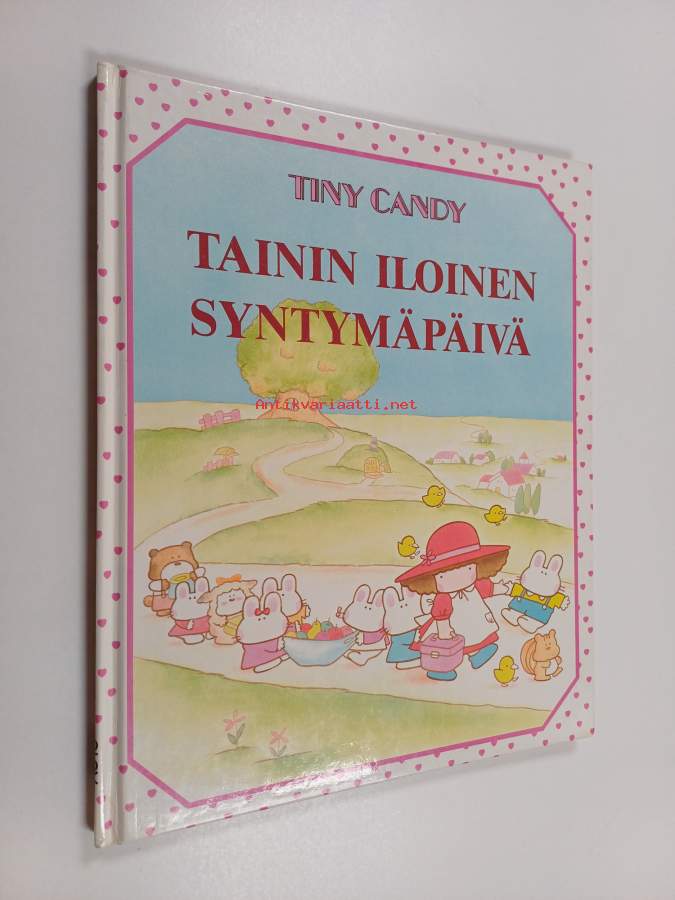 TINY CANDY
TAININ ILOINEN
SYNTYMÄPÄIVÄ
Antikvariaatti.net